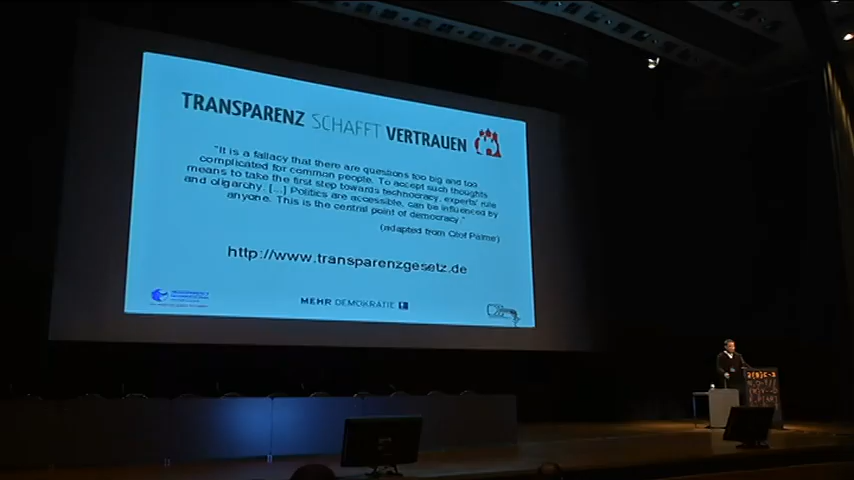 TRANSPARENZ SCHAFFT VERTRAUEN
"It is a fallacy that there are questions too big and too
complicated for common people. To accept such thoughts
means to take the first step towards technocracy, experts' rule
and oligarchy. [...] Politics are accessible, can be influenced by
anyone. This is the central point of democracy."
(adapted from Olof Palme)
http://www.transparenzgesetz.de
MEHR DEMOKRATIE